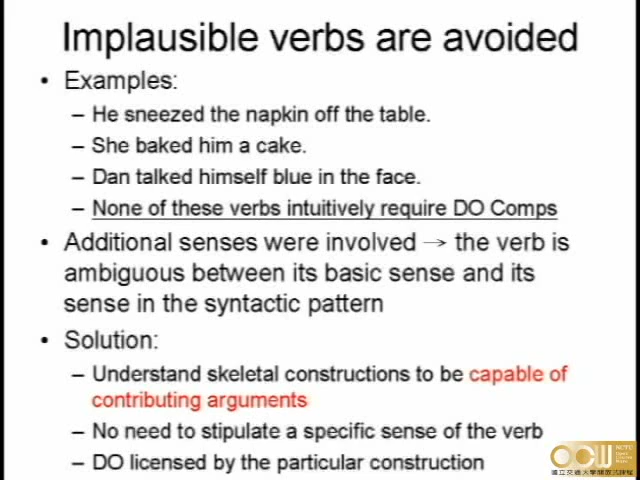 Implausible verbs are avoided
• Examples:
– He sneezed the napkin off the table.
– She baked him a cake.
– Dan talked himself blue in the face.
– None of these verbs intuitively require DO Comps
• Additional senses were involved → the verb is
ambiguous between its basic sense and its
sense in the syntactic pattern
• Solution:
– Understand skeletal constructions to be capable of
contributing arguments
– No need to stipulate a specific sense of the verb
– DO licensed by the particular construction
OCW
NCTU
國立交通大學開放式課程